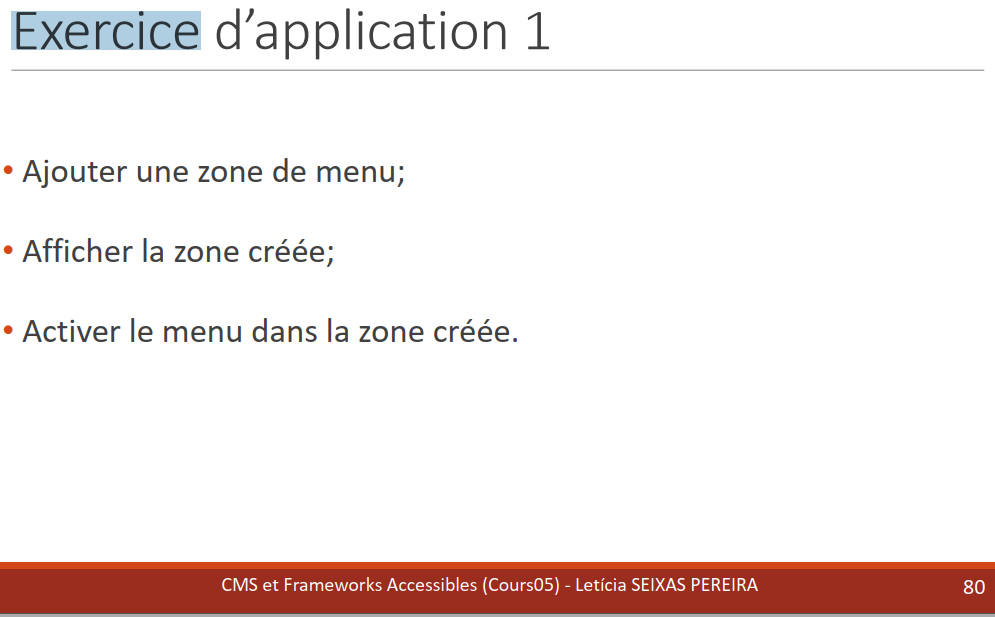 Exercice d’application 1
• Ajouter une zone de menu;
• Afficher la zone créée;
• Activer le menu dans la zone créée.
CMS et Frameworks Accessibles (Cours05) - Letícia SEIXAS PEREIRA
80